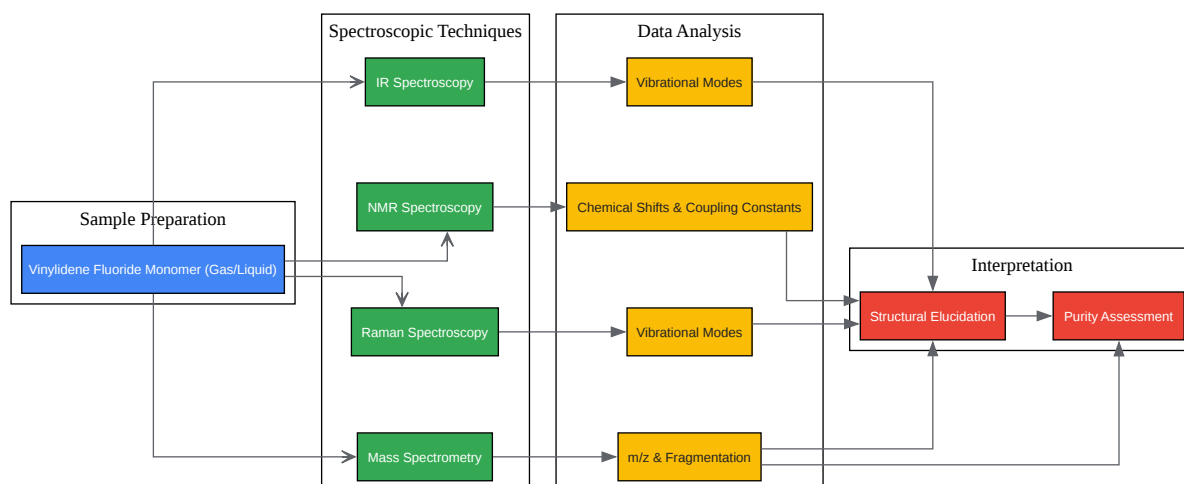 Spectroscopic Techniques
Data Analysis
IR Spectroscopy
Vibrational Modes
NMR Spectroscopy
Chemical Shifts & Coupling Constants
Sample Preparation
Vinylidene Fluoride Monomer (Gas/Liquid)
Interpretation
Structural Elucidation
Purity Assessment
Raman Spectroscopy
Vibrational Modes
Mass Spectrometry
m/z & Fragmentation